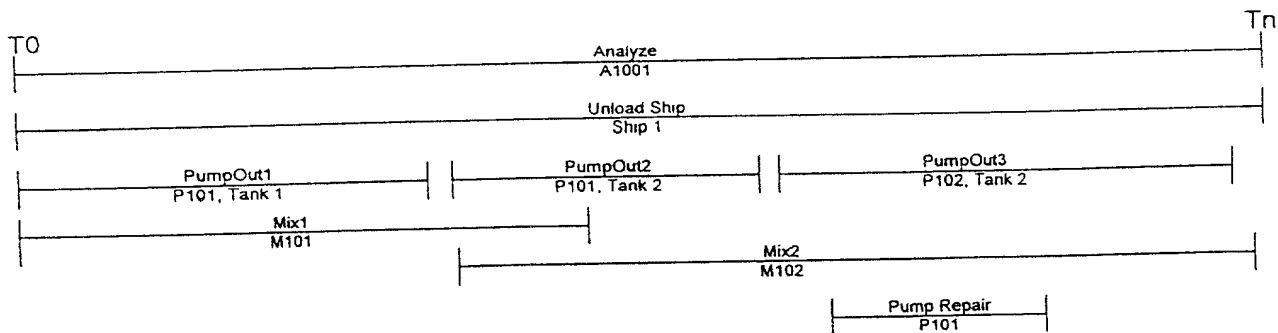 T0
Tn
Analyze
A1001
Unload Ship
Ship 1
PumpOut1
P101, Tank 1
PumpOut2
P101, Tank 2
PumpOut3
P102, Tank 2
Mix1
M101
Mix2
M102
Pump Repair
P101